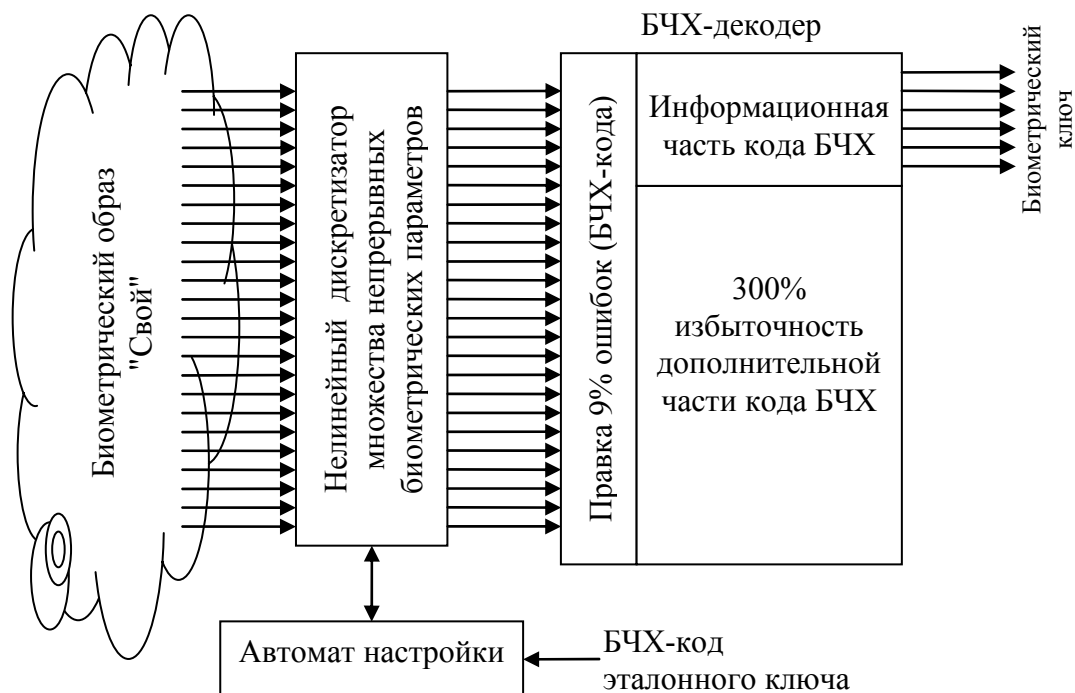 БЧХ-декодер
Биометрический образ
"Свой"
Нелинейный дискретизатор
множества непрерывных
биометрических параметров
Правка 9% ошибок (БЧХ-кода)
Информационная
часть кода БЧХ
300%
избыточность
дополнительной
части кода БЧХ
Биометрический
ключ
Автомат настройки
БЧХ-код
эталонного ключа